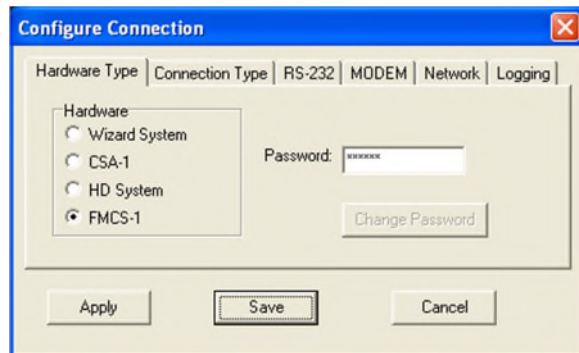 Configure Connection
Hardware Type Connection Type RS-232 MODEM Network Logging
Hardware
Wizard System
CSA-1
HD System
FMCS-1
Password: ******
Change Password
Apply Save Cancel